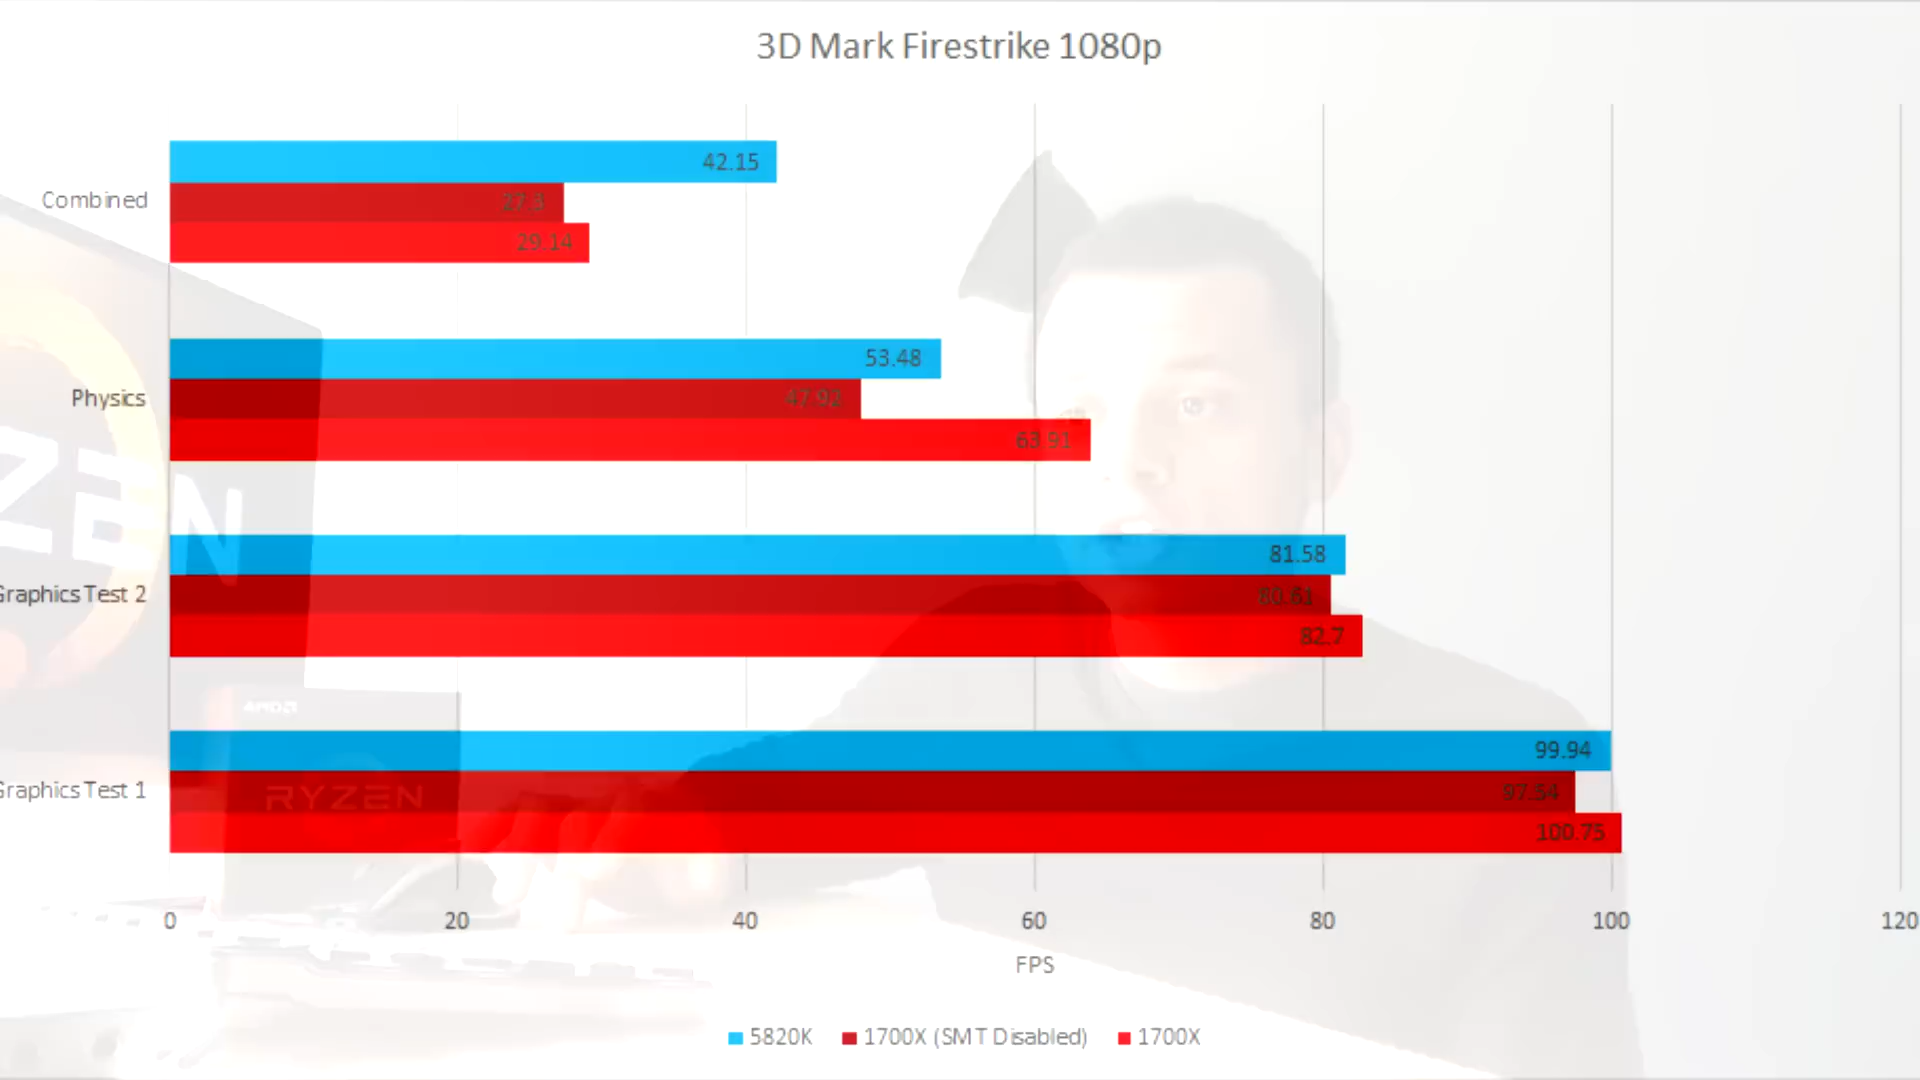 3D Mark Firestrike 1080p
Combined
42.15
27.3
29.14
Physics
53.48
47.92
63.91
Graphics Test 2
81.58
80.61
82.7
Graphics Test 1
99.94
97.54
100.75
0 20 40 60 80 100 120
FPS
5820K 1700X (SMT Disabled) 1700X
ZEN
AMD
RYZEN